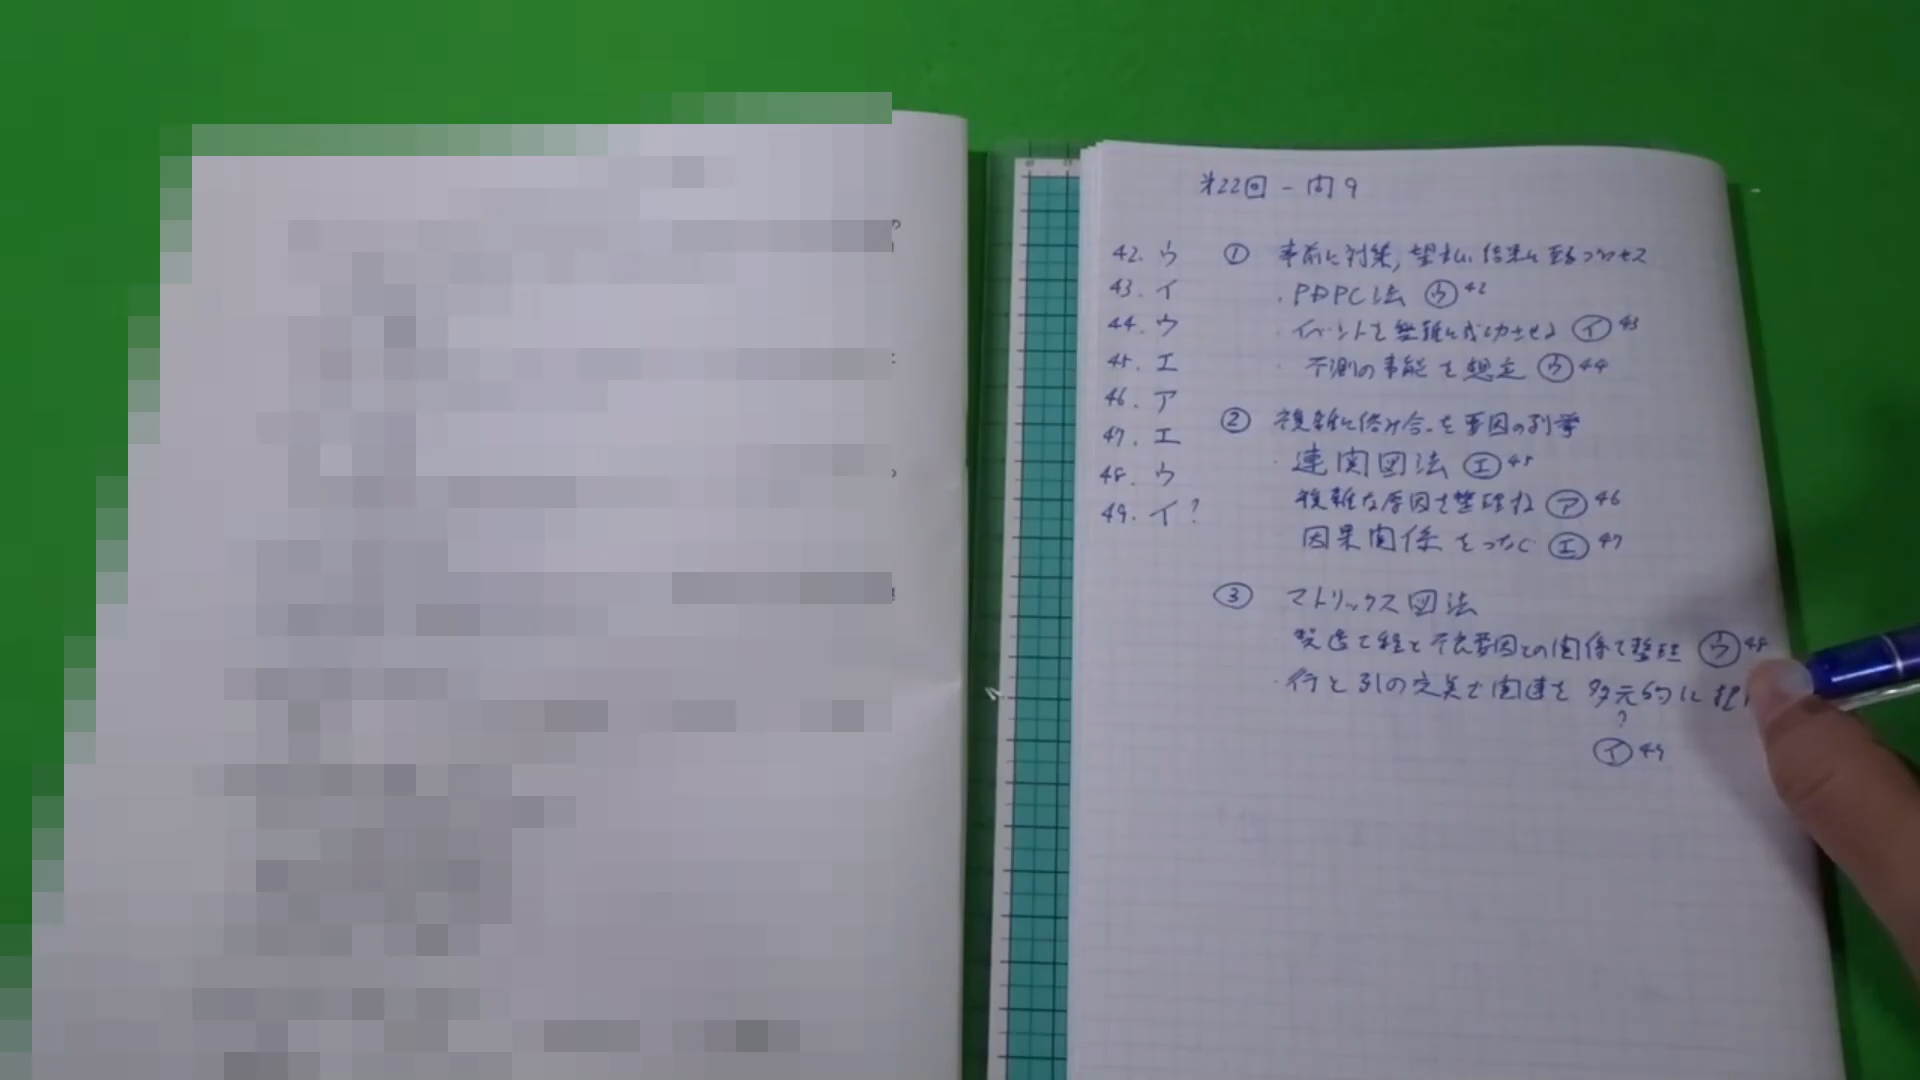 第22回 - 問9
42. ウ
43. イ
44. ウ
45. エ
46. ア
47. エ
48. ウ
49. イ?
① 事前に対策, 望ましい結果に至るプロセス
・PDPC法 ウ 42
・イベントを無難に成功させる イ 43
・不測の事態を想定 ウ 44
② 複雑に絡み合った要因の列挙
・連関図法 エ 45
複雑な原因を整理 ア 46
因果関係をつなぐ エ 47
③ マトリックス図法
製造工程と不良要因との関係を整理 ウ 48
・行と列の交差で関連を多元的に
?
イ 49